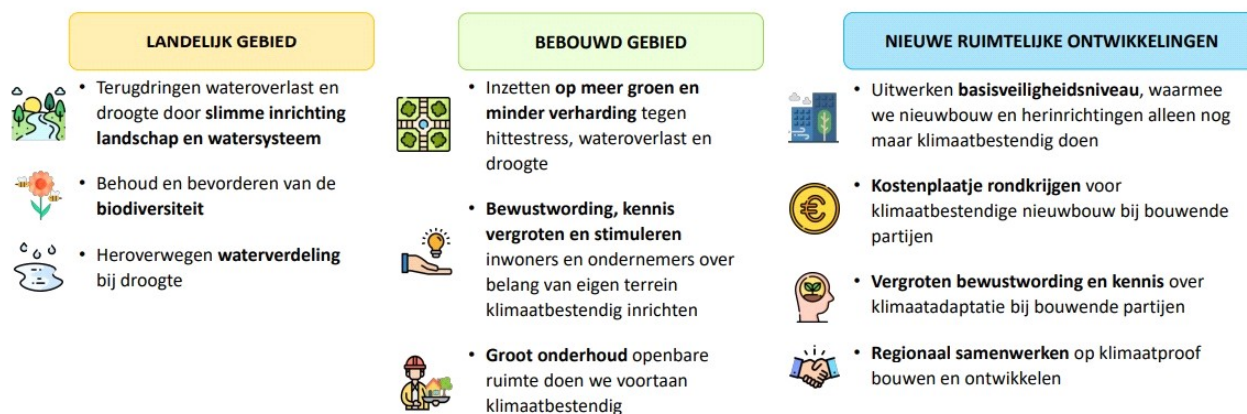 LANDELIJK GEBIED
• Terugdringen wateroverlast en
droogte door slimme inrichting
landschap en watersysteem
• Behoud en bevorderen van de
biodiversiteit
• Heroverwegen waterverdeling
bij droogte
BEBOUWD GEBIED
• Inzetten op meer groen en
minder verharding tegen
hittestress, wateroverlast en
droogte
• Bewustwording, kennis
vergroten en stimuleren
inwoners en ondernemers over
belang van eigen terrein
klimaatbestendig inrichten
• Groot onderhoud openbare
ruimte doen we voortaan
klimaatbestendig
NIEUWE RUIMTELIJKE ONTWIKKELINGEN
• Uitwerken basisveiligheidsniveau, waarmee
we nieuwbouw en herinrichtingen alleen nog
maar klimaatbestendig doen
• Kostenplaatje rondkrijgen voor
klimaatbestendige nieuwbouw bij bouwende
partijen
• Vergroten bewustwording en kennis over
klimaatadaptatie bij bouwende partijen
• Regionaal samenwerken op klimaatproof
bouwen en ontwikkelen